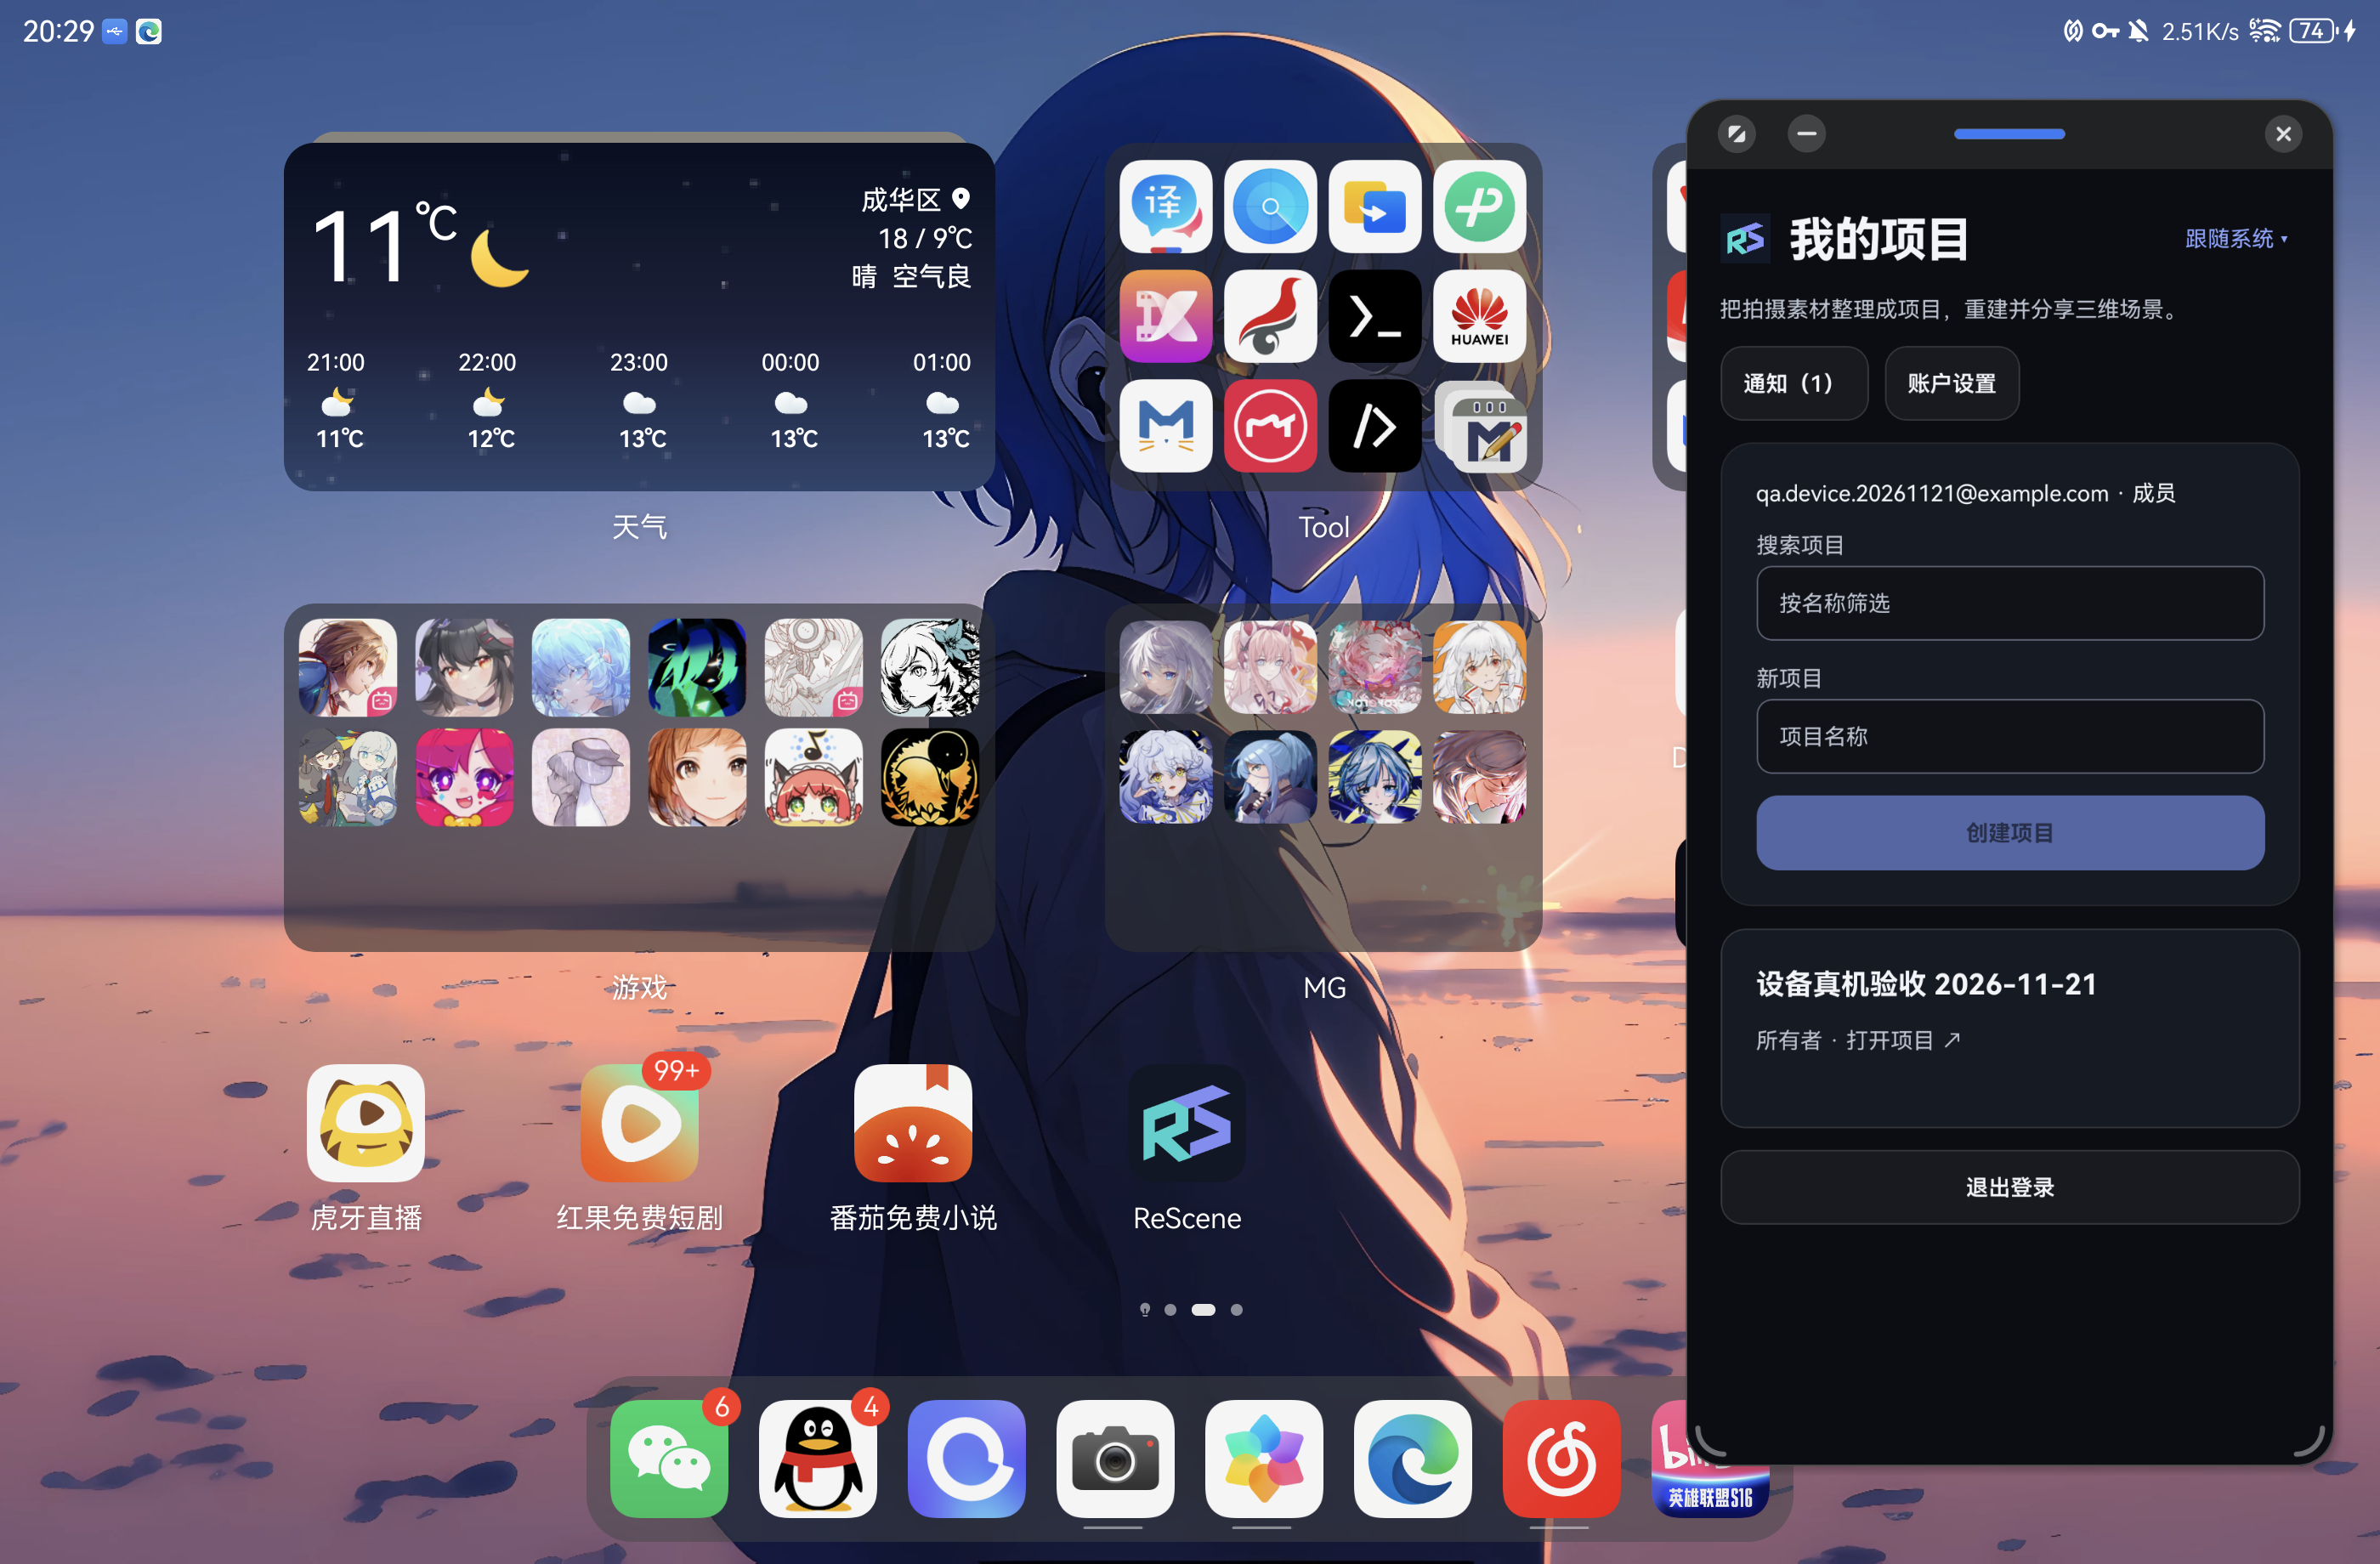 20:29
2.51K/s
74
11℃
成华区
18 / 9℃
晴 空气良
21:00 22:00 23:00 00:00 01:00
11℃ 12℃ 13℃ 13℃ 13℃
天气
译
HUAWEI
Tool
游戏
MG
99+
虎牙直播
红果免费短剧
番茄免费小说
RS
ReScene
6
4
英雄联盟S16
RS
我的项目
跟随系统
把拍摄素材整理成项目，重建并分享三维场景。
通知（1）
账户设置
qa.device.20261121@example.com · 成员
搜索项目
按名称筛选
新项目
项目名称
创建项目
设备真机验收 2026-11-21
所有者 · 打开项目 ↗
退出登录